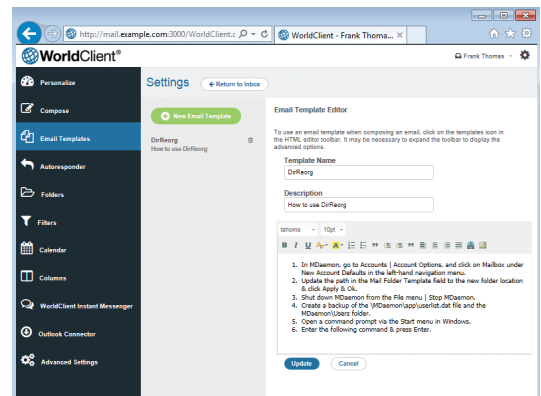 http://mail.example.com:3000/WorldClient.c
WorldClient - Frank Thoma...
WorldClient®
Frank Thomas
Personalize
Settings
Return to Inbox
Compose
New Email Template
Email Template Editor
Email Templates
DirReorg
How to use DirReorg
To use an email template when composing an email, click on the templates icon in
the HTML editor toolbar. It may be necessary to expand the toolbar to display the
advanced options.
Autoresponder
Template Name
DirReorg
Folders
Description
How to use DirReorg
Filters
tahoma
10pt
Calendar
B I U
Columns
1. In MDaemon, go to Accounts | Account Options, and click on Mailbox under
New Account Defaults in the left-hand navigation menu.
2. Update the path in the Mail Folder Template field to the new folder location
& click Apply & Ok.
3. Shut down MDaemon from the File menu | Stop MDaemon.
4. Create a backup of the \MDaemon\app\userlist.dat file and the
MDaemon\Users folder.
5. Open a command prompt via the Start menu in Windows.
6. Enter the following command & press Enter.
WorldClient Instant Messenger
Outlook Connector
Advanced Settings
Update
Cancel